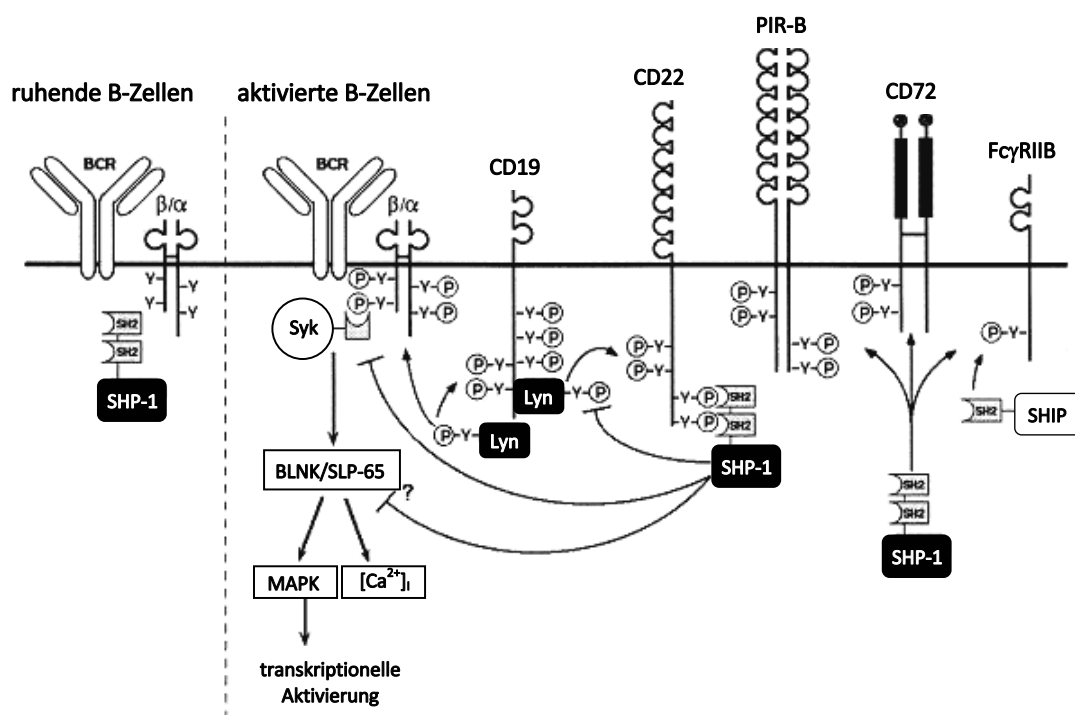 ruhende B-Zellen
aktivierte B-Zellen
PIR-B
CD22
CD72
FcγRIIB
CD19
BCR
β/α
BCR
β/α
Y
Y
Y
Y
P-Y
P-Y
Y-P
Y-P
Syk
SH2
SH2
SHP-1
Y-P
Y-P
Y-P
P-Y
P-Y
Lyn
Y-P
P-Y
Lyn
P-Y
P-Y
Y-P
Y-P
SH2
SH2
SHP-1
P-Y
P-Y
Y-P
Y-P
P-Y
P-Y
P-Y
SH2
SHIP
SH2
SH2
SHP-1
BLNK/SLP-65
?
MAPK
[Ca²⁺]ᵢ
transkriptionelle
Aktivierung